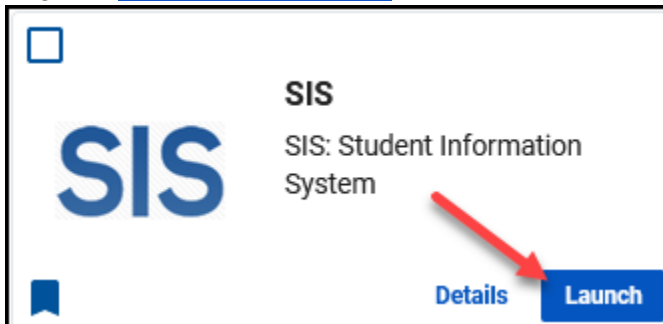 SIS
SIS
SIS: Student Information
System
Details
Launch